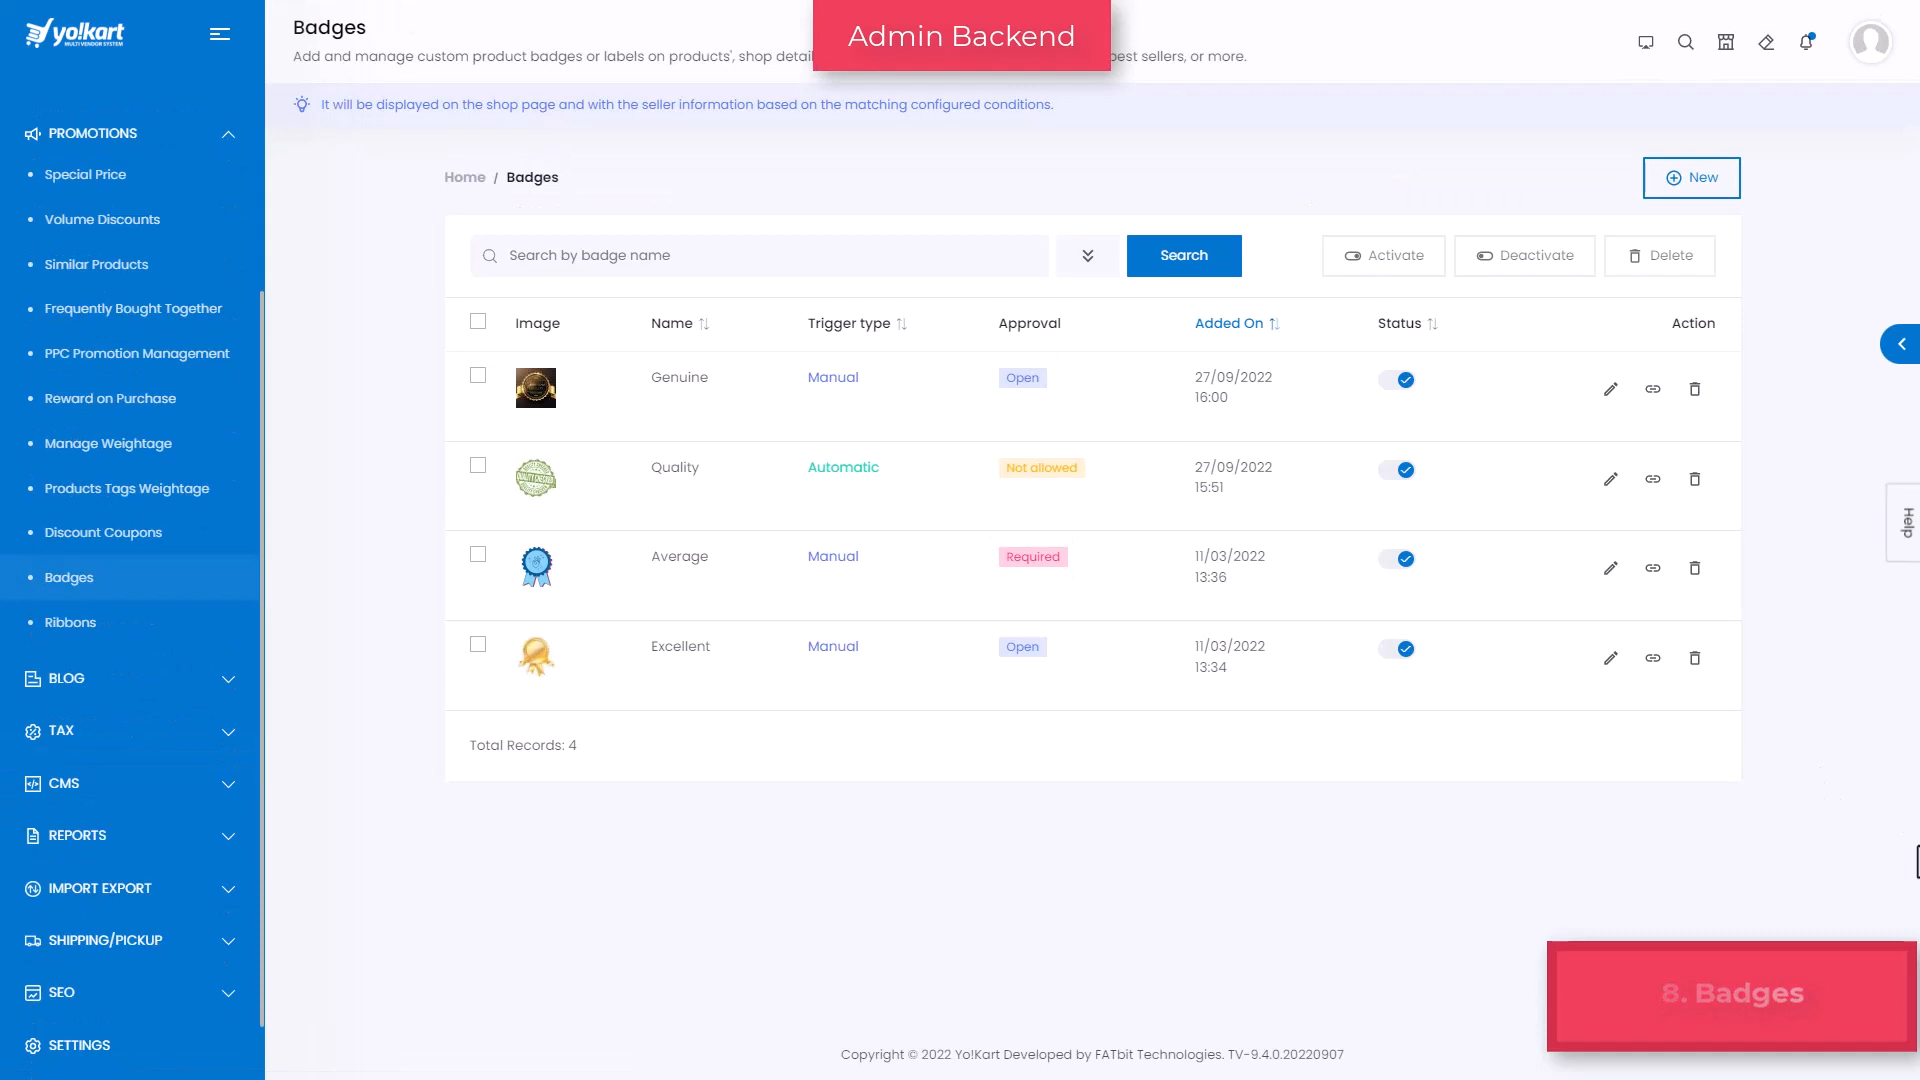 yo!kart
MULTI VENDOR SYSTEM
Badges
Admin Backend
Add and manage custom product badges or labels on products', shop detai best sellers, or more.
It will be displayed on the shop page and with the seller information based on the matching configured conditions.
PROMOTIONS
Special Price
Volume Discounts
Similar Products
Frequently Bought Together
PPC Promotion Management
Reward on Purchase
Manage Weightage
Products Tags Weightage
Discount Coupons
Badges
Ribbons
BLOG
TAX
CMS
REPORTS
IMPORT EXPORT
SHIPPING/PICKUP
SEO
SETTINGS
Home / Badges
New
Search by badge name
Search
Activate
Deactivate
Delete
Image Name Trigger type Approval Added On Status Action
Genuine Manual Open 27/09/2022
16:00
Quality Automatic Not allowed 27/09/2022
15:51
Average Manual Required 11/03/2022
13:36
Excellent Manual Open 11/03/2022
13:34
Total Records: 4
Help
8. Badges
Copyright © 2022 Yo!Kart Developed by FATbit Technologies. TV-9.4.0.20220907